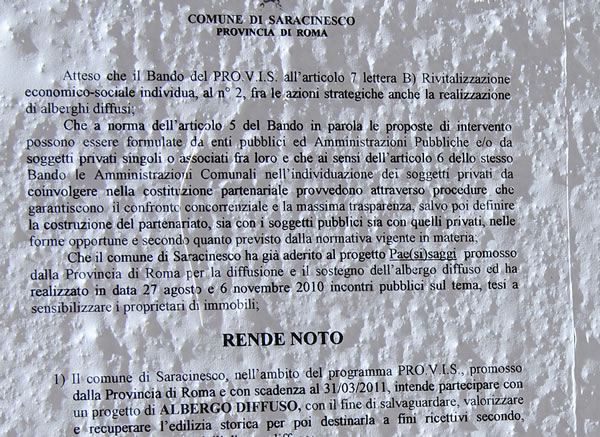 COMUNE DI SARACINESCO
PROVINCIA DI ROMA
Atteso che il Bando del PRO.V.I.S. all'articolo 7 lettera B) Rivitalizzazione
economico-sociale individua, al n° 2, fra le azioni strategiche anche la realizzazione
di alberghi diffusi;
Che a norma dell'articolo 5 del Bando in parola le proposte di intervento
possono essere formulate da enti pubblici ed Amministrazioni Pubbliche e/o da
soggetti privati singoli o associati fra loro e che ai sensi dell'articolo 6 dello stesso
Bando le Amministrazioni Comunali nell'individuazione dei soggetti privati da
coinvolgere nella costituzione partenariale provvedono attraverso procedure che
garantiscono il confronto concorrenziale e la massima trasparenza, salvo poi definire
la costruzione del partenariato, sia con i soggetti pubblici sia con quelli privati, nelle
forme opportune e secondo quanto previsto dalla normativa vigente in materia;
Che il comune di Saracinesco ha già aderito al progetto Pae(si)saggi promosso
dalla Provincia di Roma per la diffusione e il sostegno dell'albergo diffuso ed ha
realizzato in data 27 agosto e 6 novembre 2010 incontri pubblici sul tema, tesi a
sensibilizzare i proprietari di immobili;
RENDE NOTO
1) Il comune di Saracinesco, nell'ambito del programma PRO.V.I.S., promosso
dalla Provincia di Roma e con scadenza al 31/03/2011, intende partecipare con
un progetto di ALBERGO DIFFUSO, con il fine di salvaguardare, valorizzare
e recuperare l'edilizia storica per poi destinarla a fini ricettivi secondo,